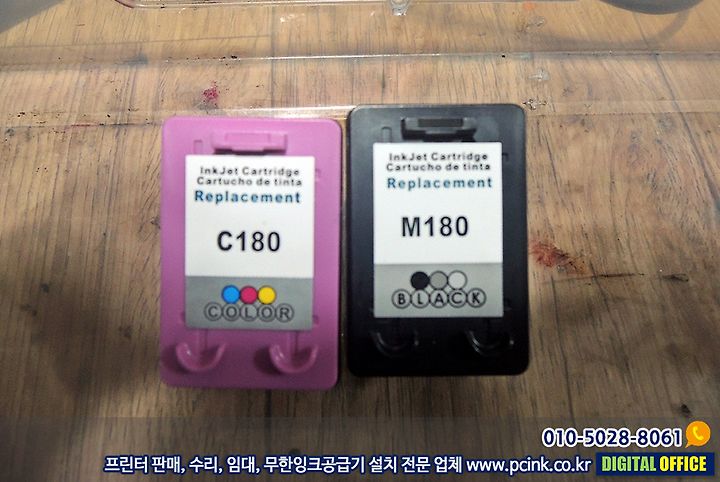 InkJet Cartridge
Cartucho de tinta
Replacement
C180
COLOR
InkJet Cartridge
Cartucho de tinta
Replacement
M180
BLACK
010-5028-8061
프린터 판매, 수리, 임대, 무한잉크공급기 설치 전문 업체 www.pcink.co.kr DIGITAL OFFICE